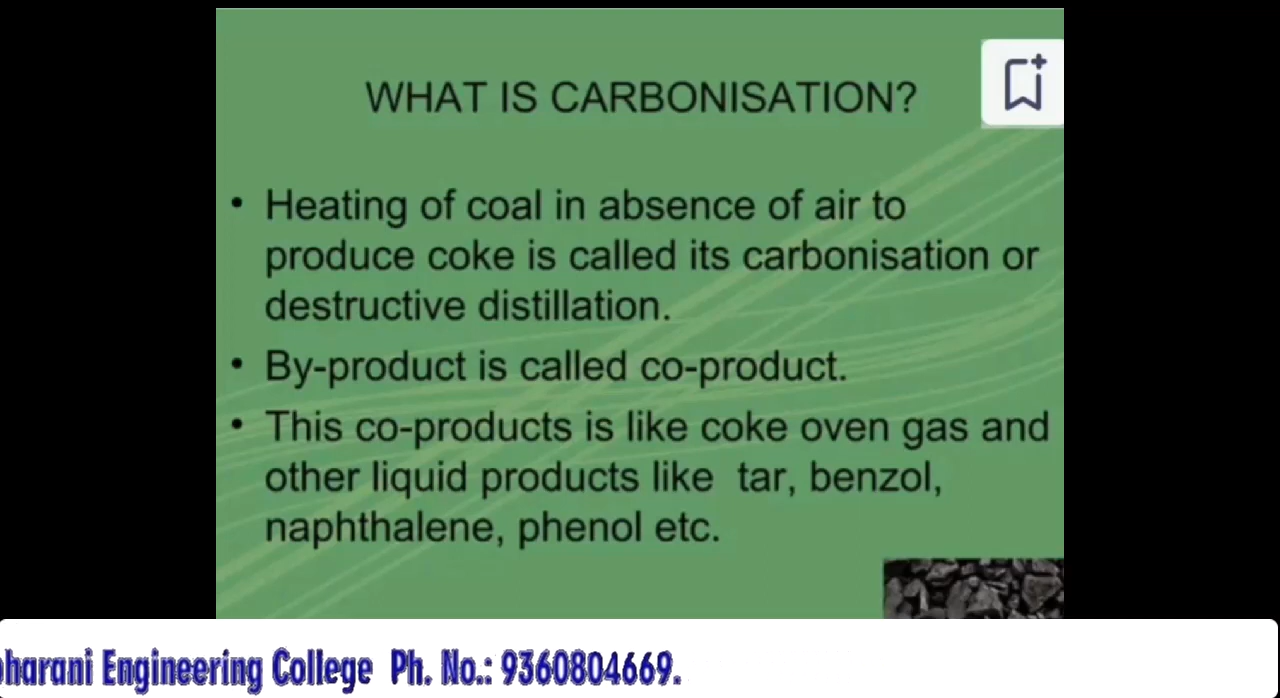 WHAT IS CARBONISATION?
• Heating of coal in absence of air to
produce coke is called its carbonisation or
destructive distillation.
• By-product is called co-product.
• This co-products is like coke oven gas and
other liquid products like tar, benzol,
naphthalene, phenol etc.
Engineering College Ph. No.: 9360804669.